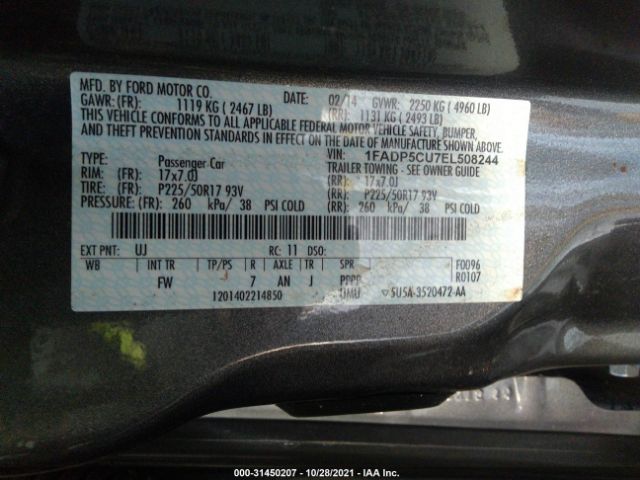 MFD. BY FORD MOTOR CO.
DATE: 02/14 GVWR: 2250 KG ( 4960 LB)
GAWR: (FR): 1119 KG ( 2467 LB) (RR): 1131 KG ( 2493 LB)
THIS VEHICLE CONFORMS TO ALL APPLICABLE FEDERAL MOTOR VEHICLE SAFETY, BUMPER,
AND THEFT PREVENTION STANDARDS IN EFFECT ON THE DATE OF MANUFACTURE SHOWN ABOVE.
VIN: 1FADP5CU7EL508244
TYPE: Passenger Car TRAILER TOWING - SEE OWNER GUIDE
RIM: (FR): 17x7.0J (RR): 17x7.0J
TIRE: (FR): P225/50R17 93V (RR): P225/50R17 93V
PRESSURE: (FR): 260 kPa/ 38 PSI COLD (RR): 260 kPa/ 38 PSI COLD
EXT PNT: UJ RC: 11 DSO:
WB INT TR TP/PS R AXLE TR SPR F0096
FW 7 AN J PPPP R0107
1201402214850 UMU ▽ 5U5A-3520472-AA
000-31450207 - 10/28/2021 - IAA Inc.